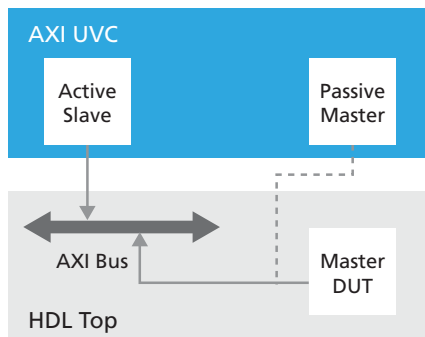 AXI UVC
Active
Slave
Passive
Master
AXI Bus
Master
DUT
HDL Top